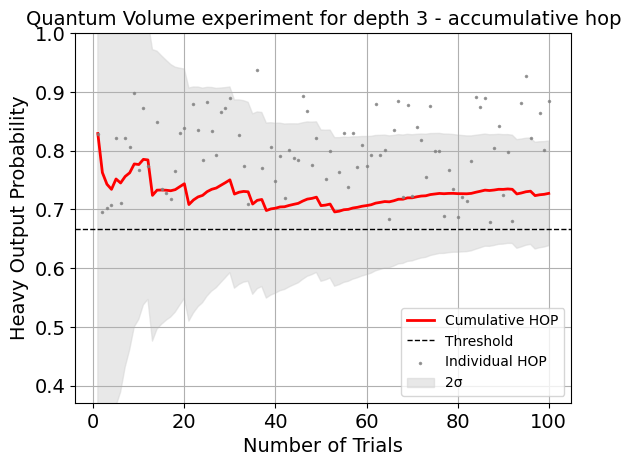 Quantum Volume experiment for depth 3 - accumulative hop
Heavy Output Probability
1.0
0.9
0.8
0.7
0.6
0.5
0.4
0
20
40
60
80
100
Number of Trials
Cumulative HOP
Threshold
Individual HOP
2σ